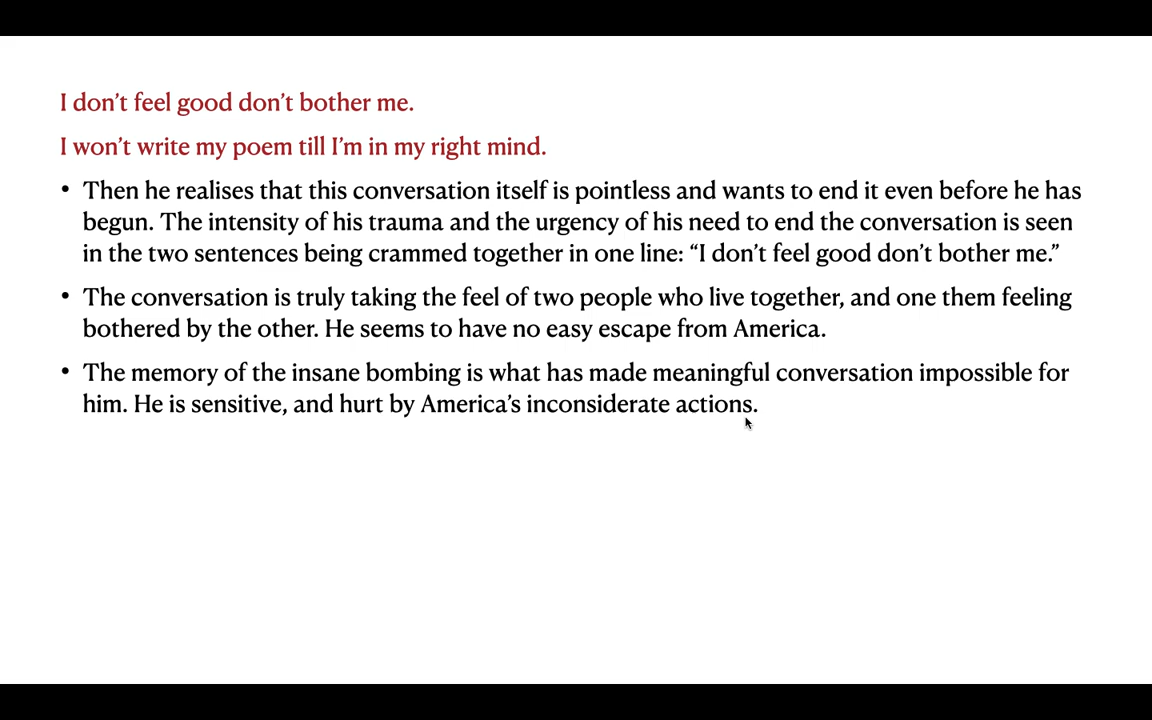 I don’t feel good don’t bother me.
I won’t write my poem till I’m in my right mind.
• Then he realises that this conversation itself is pointless and wants to end it even before he has
begun. The intensity of his trauma and the urgency of his need to end the conversation is seen
in the two sentences being crammed together in one line: “I don’t feel good don’t bother me.”
• The conversation is truly taking the feel of two people who live together, and one them feeling
bothered by the other. He seems to have no easy escape from America.
• The memory of the insane bombing is what has made meaningful conversation impossible for
him. He is sensitive, and hurt by America’s inconsiderate actions.